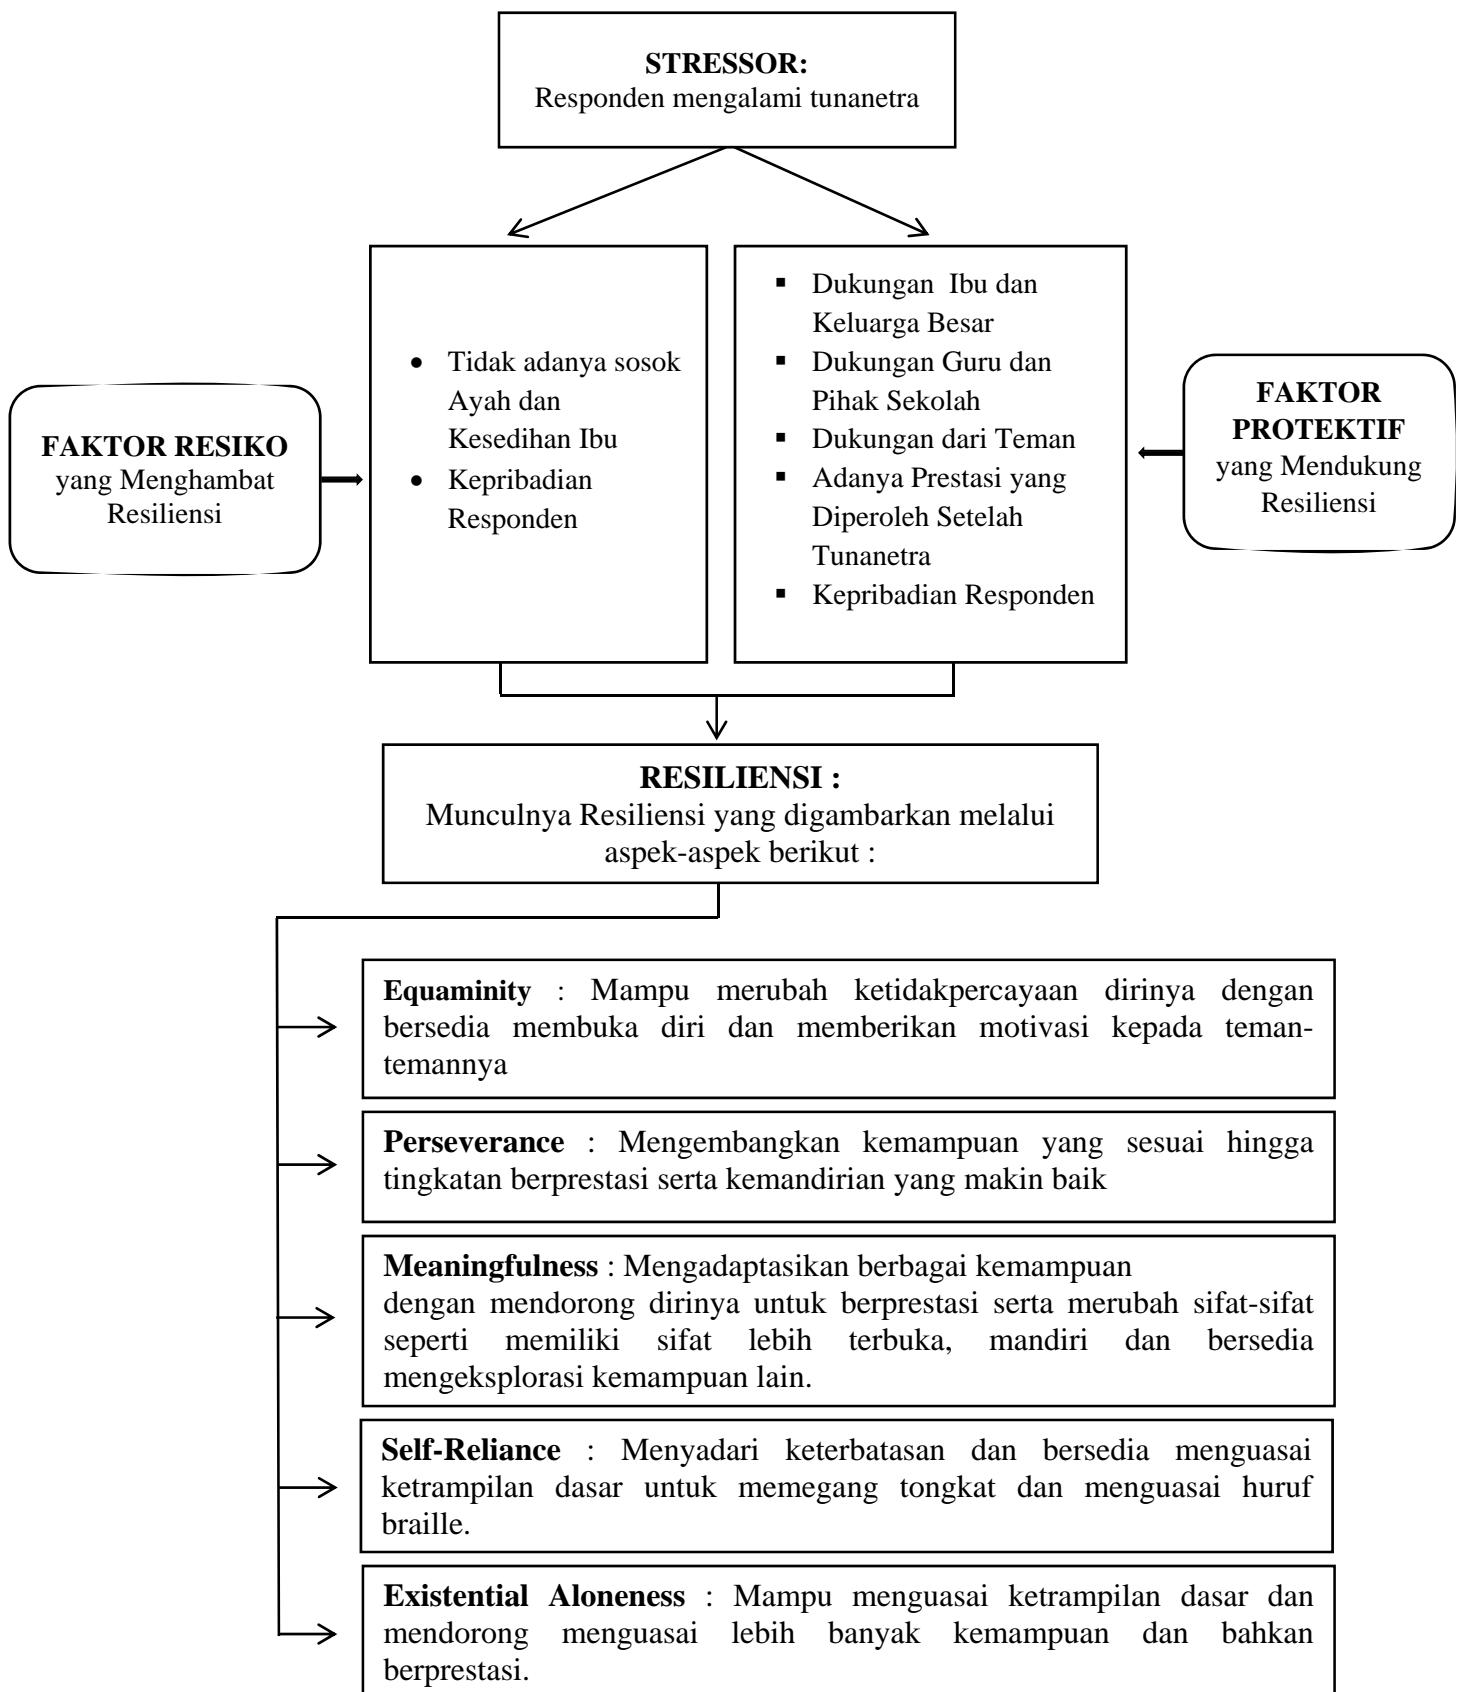 STRESSOR:
Responden mengalami tunanetra
FAKTOR RESIKO
yang Menghambat
Resiliensi
• Tidak adanya sosok
Ayah dan
Kesedihan Ibu
• Kepribadian
Responden
▪ Dukungan Ibu dan
Keluarga Besar
▪ Dukungan Guru dan
Pihak Sekolah
▪ Dukungan dari Teman
▪ Adanya Prestasi yang
Diperoleh Setelah
Tunanetra
▪ Kepribadian Responden
FAKTOR
PROTEKTIF
yang Mendukung
Resiliensi
RESILIENSI :
Munculnya Resiliensi yang digambarkan melalui
aspek-aspek berikut :
Equaminity : Mampu merubah ketidakpercayaan dirinya dengan
bersedia membuka diri dan memberikan motivasi kepada teman-
temannya
Perseverance : Mengembangkan kemampuan yang sesuai hingga
tingkatan berprestasi serta kemandirian yang makin baik
Meaningfulness : Mengadaptasikan berbagai kemampuan
dengan mendorong dirinya untuk berprestasi serta merubah sifat-sifat
seperti memiliki sifat lebih terbuka, mandiri dan bersedia
mengeksplorasi kemampuan lain.
Self-Reliance : Menyadari keterbatasan dan bersedia menguasai
ketrampilan dasar untuk memegang tongkat dan menguasai huruf
braille.
Existential Aloneness : Mampu menguasai ketrampilan dasar dan
mendorong menguasai lebih banyak kemampuan dan bahkan
berprestasi.